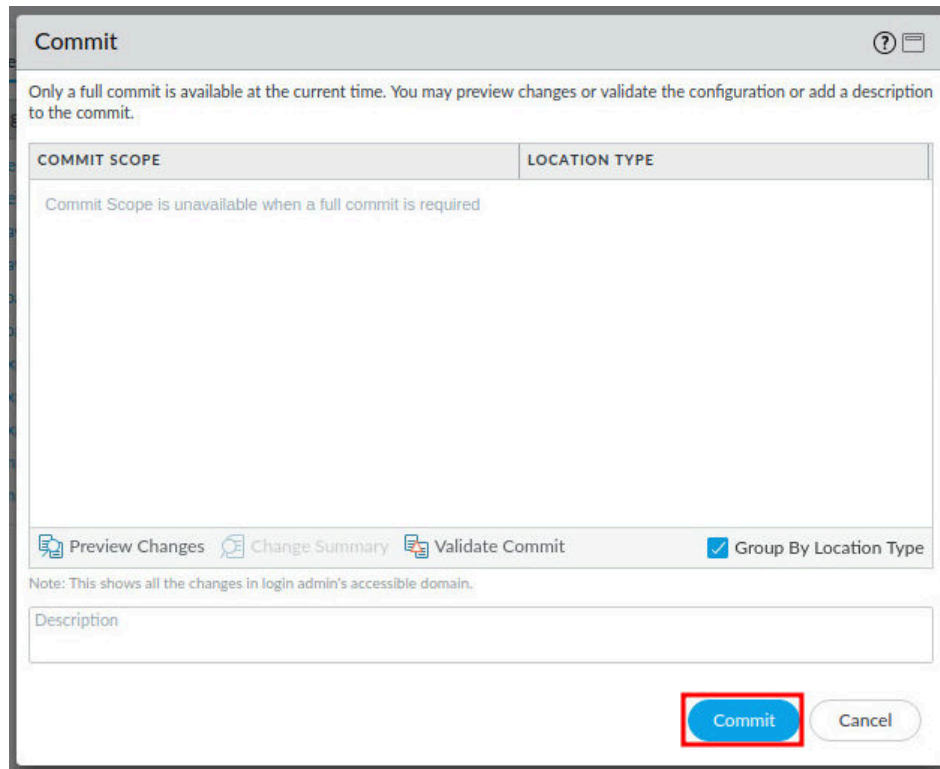 Commit
Only a full commit is available at the current time. You may preview changes or validate the configuration or add a description
to the commit.
COMMIT SCOPE LOCATION TYPE
Commit Scope is unavailable when a full commit is required
Preview Changes Change Summary Validate Commit Group By Location Type
Note: This shows all the changes in login admin's accessible domain.
Description
Commit Cancel